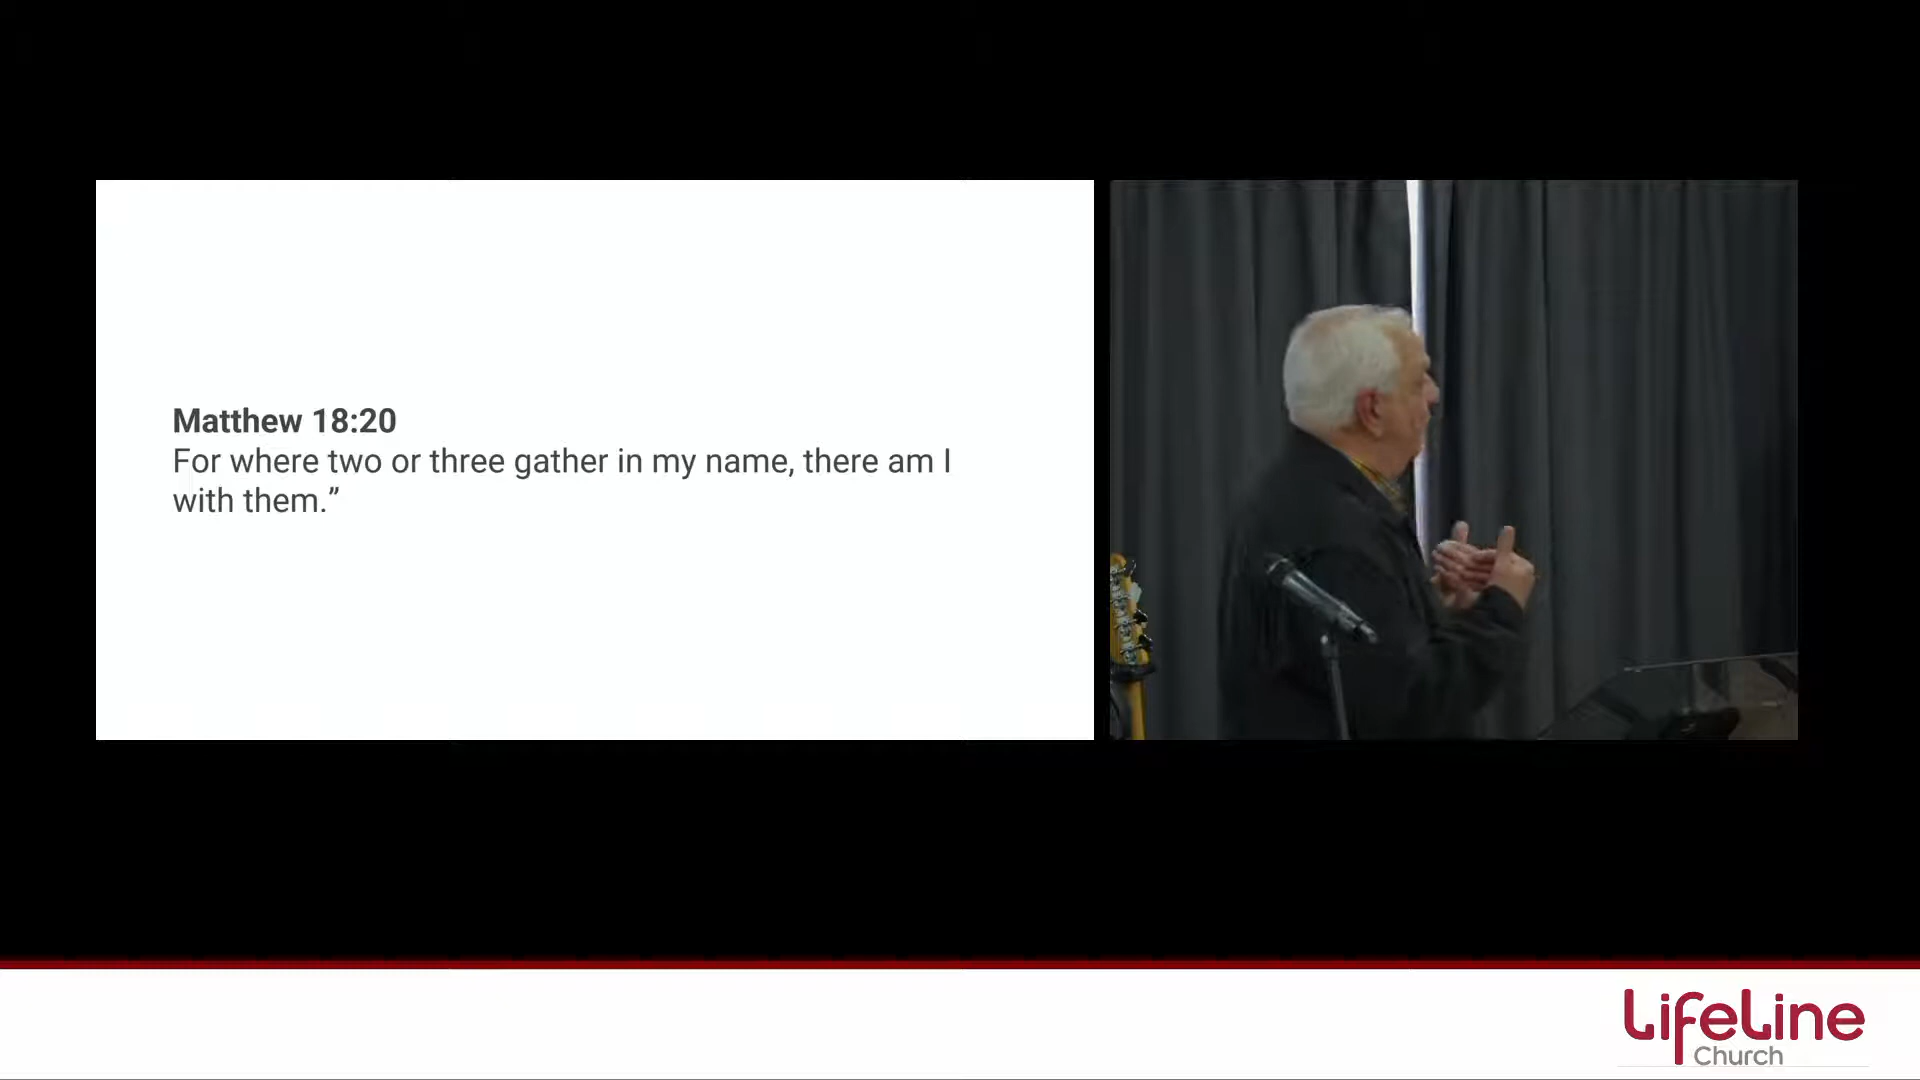 Matthew 18:20
For where two or three gather in my name, there am I
with them.”
LifeLine
Church